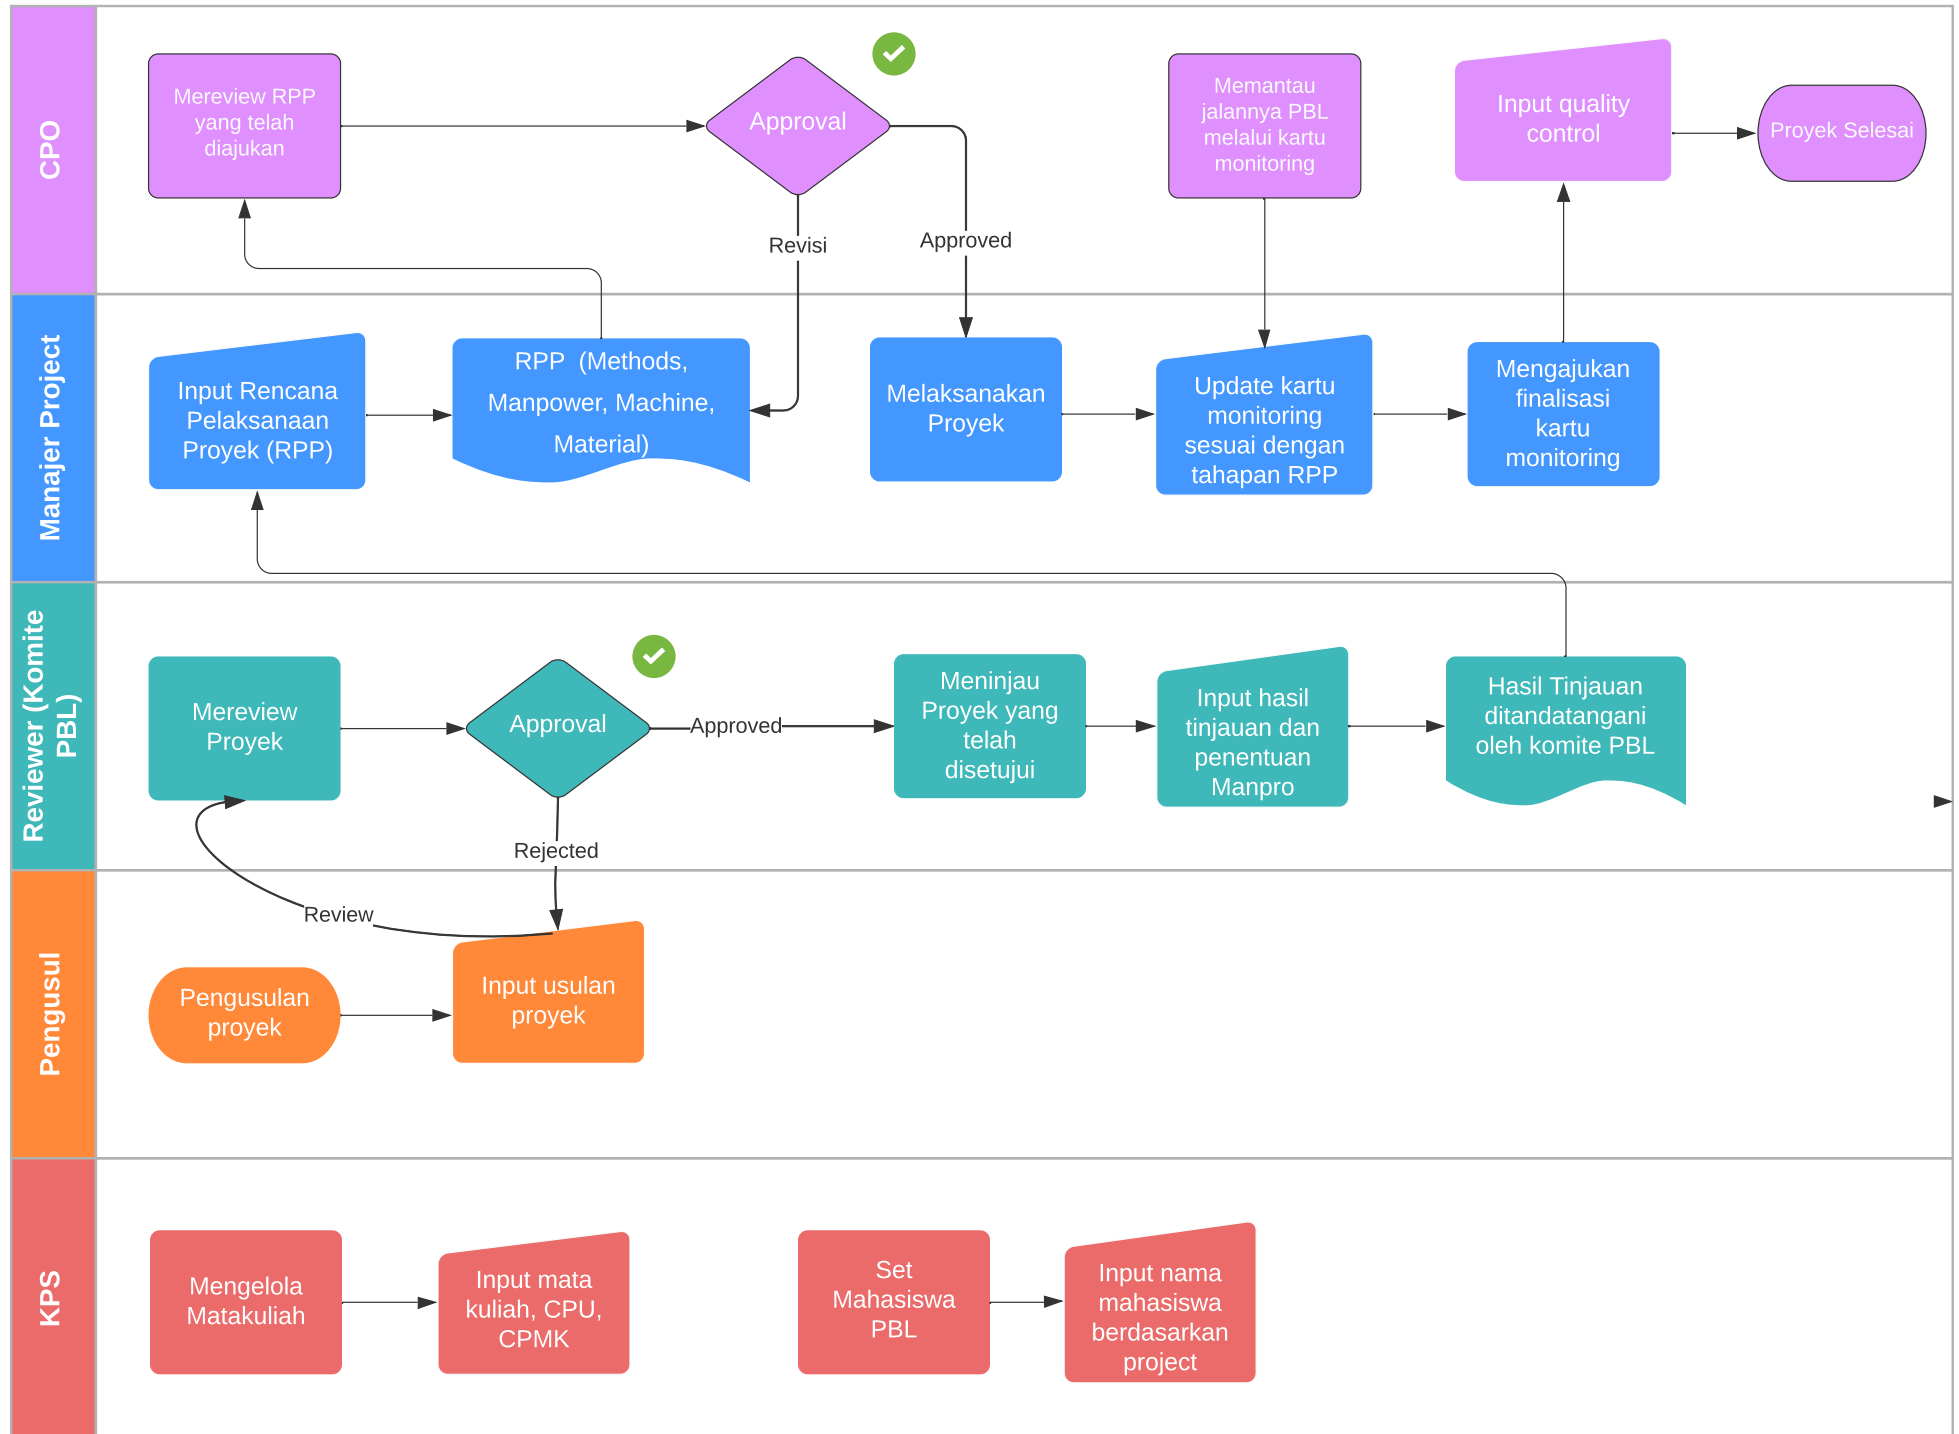 CPO
Mereview RPP
yang telah
diajukan
Approval
Revisi
Approved
Memantau
jalannya PBL
melalui kartu
monitoring
Input quality
control
Proyek Selesai
Manajer Project
Input Rencana
Pelaksanaan
Proyek (RPP)
RPP  (Methods,
Manpower, Machine,
Material)
Melaksanakan
Proyek
Update kartu
monitoring
sesuai dengan
tahapan RPP
Mengajukan
finalisasi
kartu
monitoring
Reviewer (Komite
PBL)
Mereview
Proyek
Approval
Approved
Rejected
Meninjau
Proyek yang
telah
disetujui
Input hasil
tinjauan dan
penentuan
Manpro
Hasil Tinjauan
ditandatangani
oleh komite PBL
Pengusul
Review
Pengusulan
proyek
Input usulan
proyek
KPS
Mengelola
Matakuliah
Input mata
kuliah, CPU,
CPMK
Set
Mahasiswa
PBL
Input nama
mahasiswa
berdasarkan
project